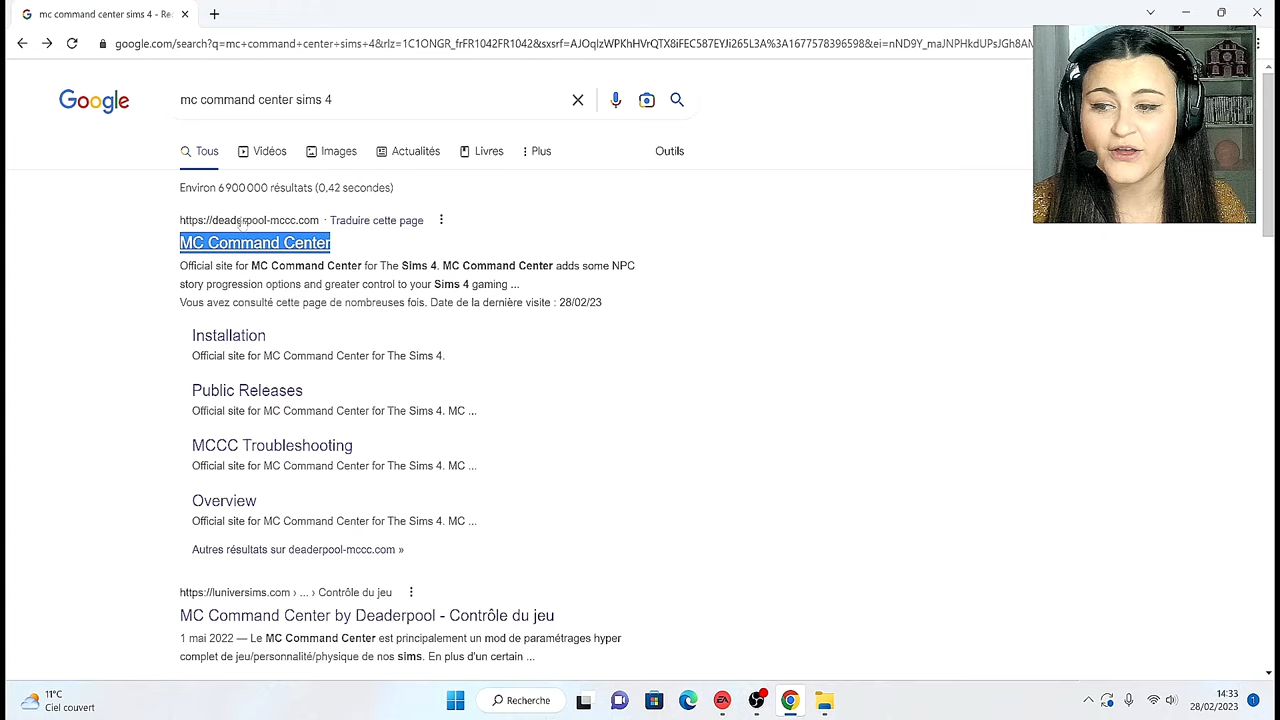 mc command center sims 4 - Re
google.com/search?q=mc+command+center+sims+4&rlz=1C1ONGR_frFR1042FR1042&sxsrf=AJOqlzWPKhHVrQTX8iFEC587EYJi265L3A%3A1677578396598&ei=nND9Y_maJNPHkdUPsJGh8AM
Google
mc command center sims 4
Tous
Vidéos
Images
Actualités
Livres
Plus
Outils
Environ 6 900 000 résultats (0,42 secondes)
https://deaderpool-mccc.com · Traduire cette page
MC Command Center
Official site for MC Command Center for The Sims 4. MC Command Center adds some NPC
story progression options and greater control to your Sims 4 gaming ...
Vous avez consulté cette page de nombreuses fois. Date de la dernière visite : 28/02/23
Installation
Official site for MC Command Center for The Sims 4.
Public Releases
Official site for MC Command Center for The Sims 4. MC ...
MCCC Troubleshooting
Official site for MC Command Center for The Sims 4. MC ...
Overview
Official site for MC Command Center for The Sims 4. MC ...
Autres résultats sur deaderpool-mccc.com »
https://luniversims.com › ... › Contrôle du jeu
MC Command Center by Deaderpool - Contrôle du jeu
1 mai 2022 — Le MC Command Center est principalement un mod de paramétrages hyper
complet de jeu/personnalité/physique de nos sims. En plus d'un certain ...
11°C
Ciel couvert
Recherche
EA
14:33
28/02/2023
1